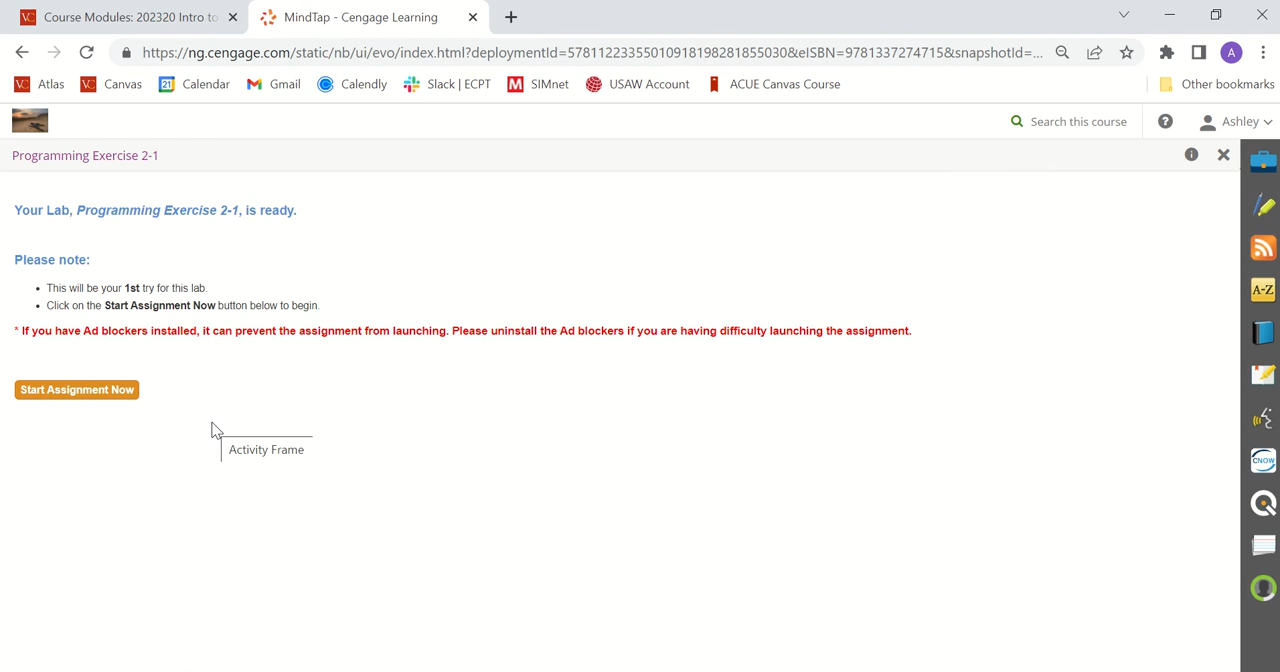 Course Modules: 202320 Intro to
MindTap - Cengage Learning
https://ng.cengage.com/static/nb/ui/evo/index.html?deploymentId=57811223355010918198281855030&eISBN=9781337274715&snapshotId=...
A
Atlas
Canvas
Calendar
Gmail
Calendly
Slack | ECPT
SIMnet
USAW Account
ACUE Canvas Course
Other bookmarks
Search this course
Ashley
Programming Exercise 2-1
Your Lab, Programming Exercise 2-1, is ready.
Please note:
• This will be your 1st try for this lab.
• Click on the Start Assignment Now button below to begin.
* If you have Ad blockers installed, it can prevent the assignment from launching. Please uninstall the Ad blockers if you are having difficulty launching the assignment.
Start Assignment Now
Activity Frame
A-Z
CNOW